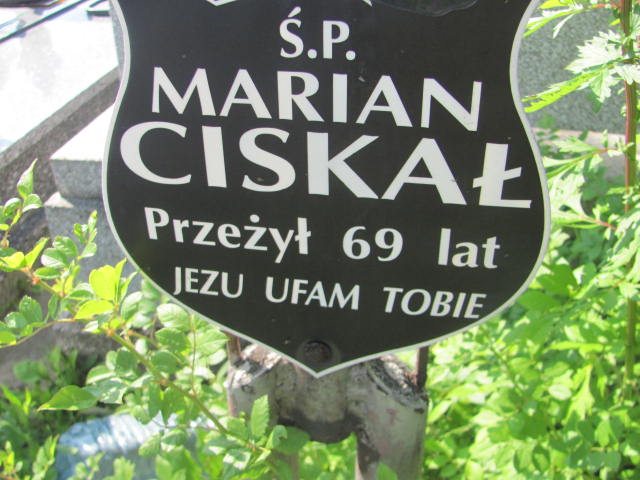 Ś.P.
MARIAN
CISKAŁ
Przeżył 69 lat
JEZU UFAM TOBIE